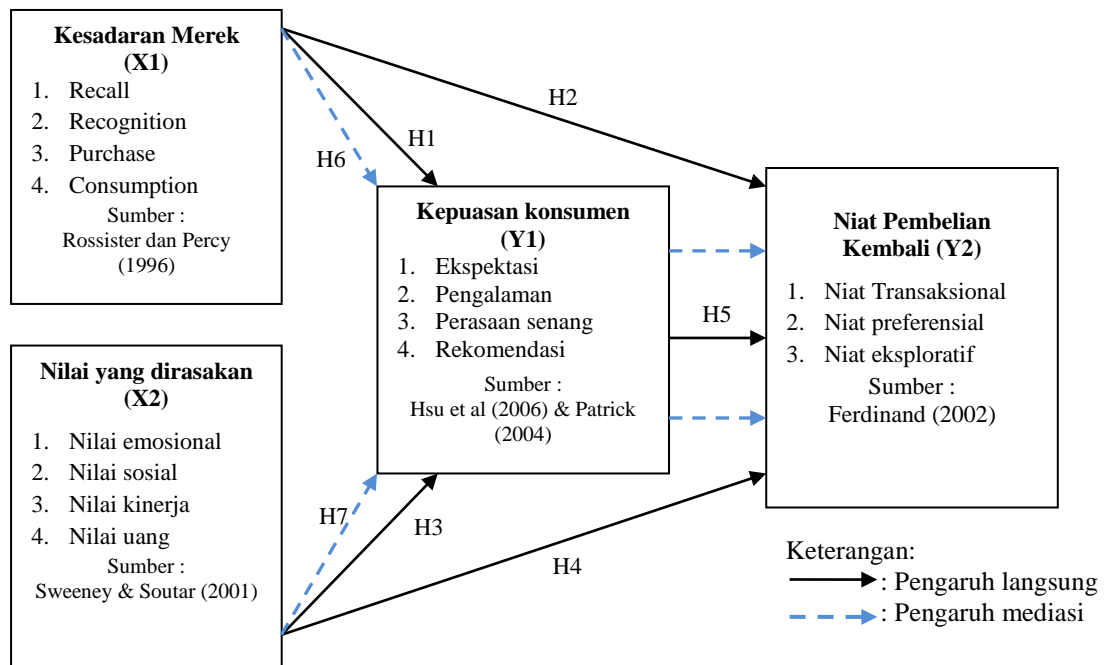 Kesadaran Merek
(X1)
1. Recall
2. Recognition
3. Purchase
4. Consumption
Sumber :
Rossister dan Percy
(1996)
Nilai yang dirasakan
(X2)
1. Nilai emosional
2. Nilai sosial
3. Nilai kinerja
4. Nilai uang
Sumber :
Sweeney & Soutar (2001)
H2
H1
H6
Kepuasan konsumen
(Y1)
1. Ekspektasi
2. Pengalaman
3. Perasaan senang
4. Rekomendasi
Sumber :
Hsu et al (2006) & Patrick
(2004)
H5
H7
H3
H4
Niat Pembelian
Kembali (Y2)
1. Niat Transaksional
2. Niat preferensial
3. Niat eksploratif
Sumber :
Ferdinand (2002)
Keterangan:
: Pengaruh langsung
: Pengaruh mediasi